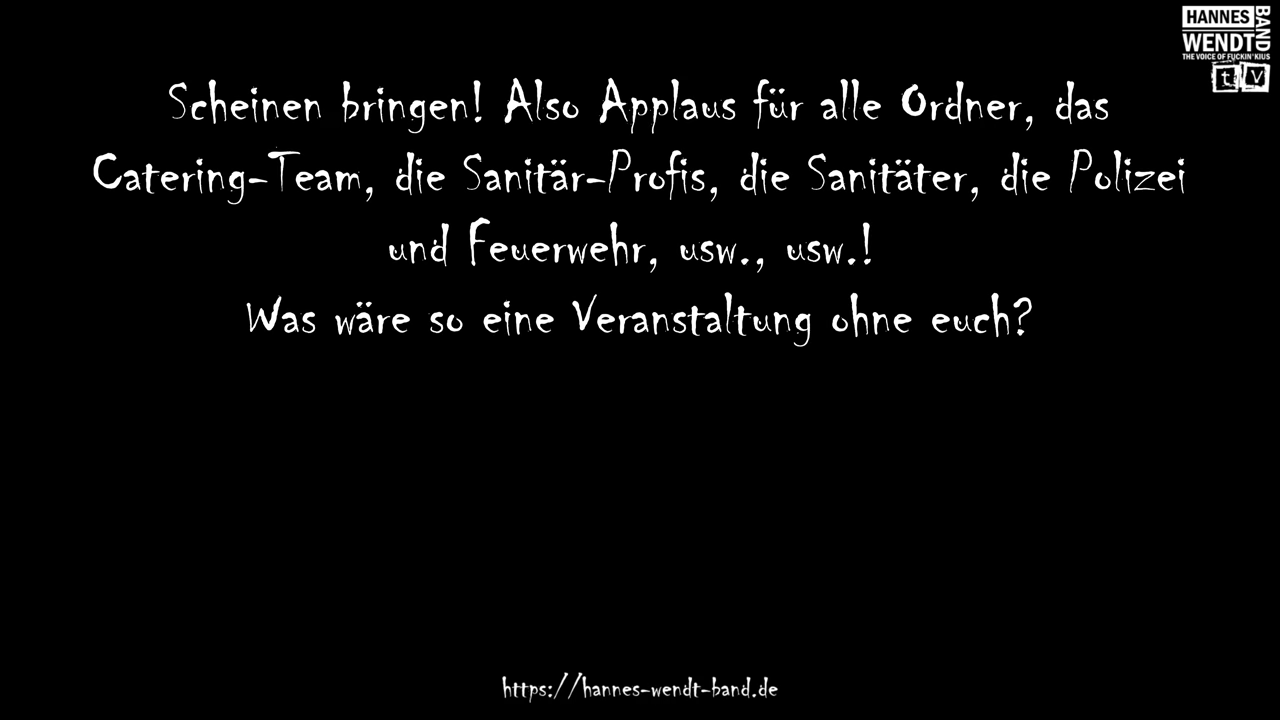 HANNES
WENDT
BAND
THE VOICE OF FUCKIN' KIUS
tv
Scheinen bringen! Also Applaus für alle Ordner, das
Catering-Team, die Sanitär-Profis, die Sanitäter, die Polizei
und Feuerwehr, usw., usw.!
Was wäre so eine Veranstaltung ohne euch?
https://hannes-wendt-band.de